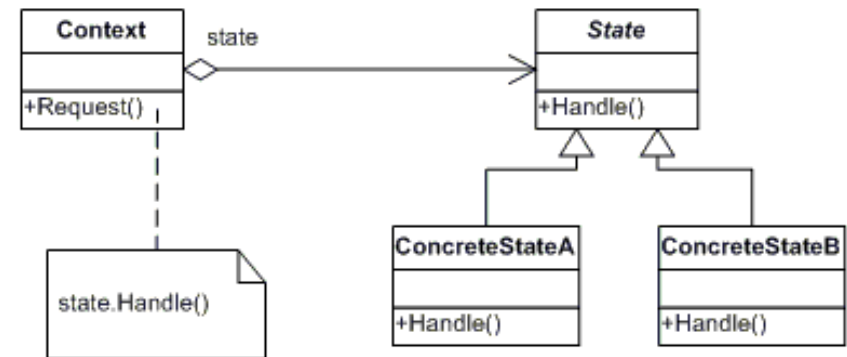 Context
state
State
+Request()
+Handle()
ConcreteStateA
ConcreteStateB
state.Handle()
+Handle()
+Handle()